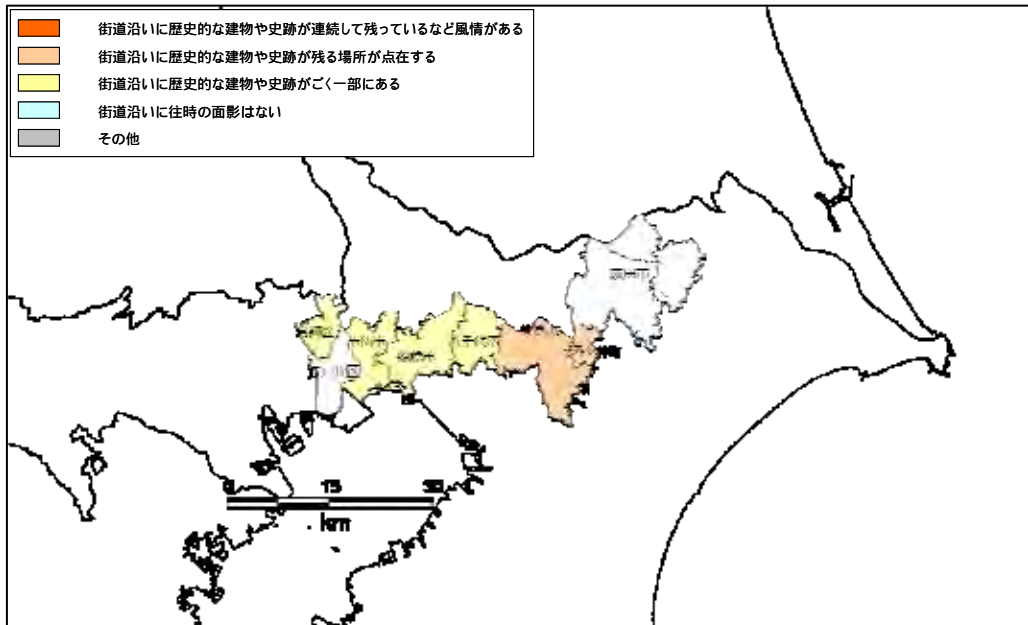 街道沿いに歴史的な建物や史跡が連続して残っているなど風情がある
街道沿いに歴史的な建物や史跡が残る場所が点在する
街道沿いに歴史的な建物や史跡がごく一部にある
街道沿いに往時の面影はない
その他
0 15 30
km